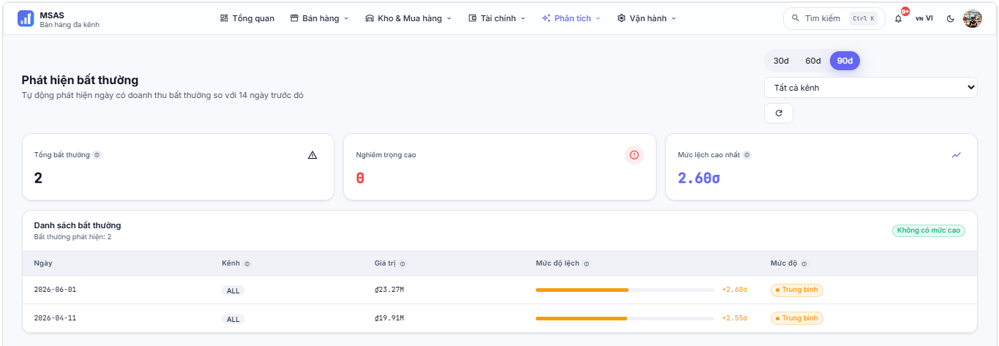 MSAS
Bán hàng đa kênh
Tổng quan
Bán hàng
Kho & Mua hàng
Tài chính
Phân tích
Vận hành
Tìm kiếm
Ctrl K
9+
VN VI
30d 60d 90d
Phát hiện bất thường
Tự động phát hiện ngày có doanh thu bất thường so với 14 ngày trước đó
Tất cả kênh
Tổng bất thường
2
Nghiêm trọng cao
0
Mức lệch cao nhất
2.60σ
Danh sách bất thường
Bất thường phát hiện: 2
Không có mức cao
Ngày Kênh Giá trị Mức độ lệch Mức độ
2026-06-01 ALL ₫23.27M +2.60σ Trung bình
2026-04-11 ALL ₫19.91M +2.55σ Trung bình